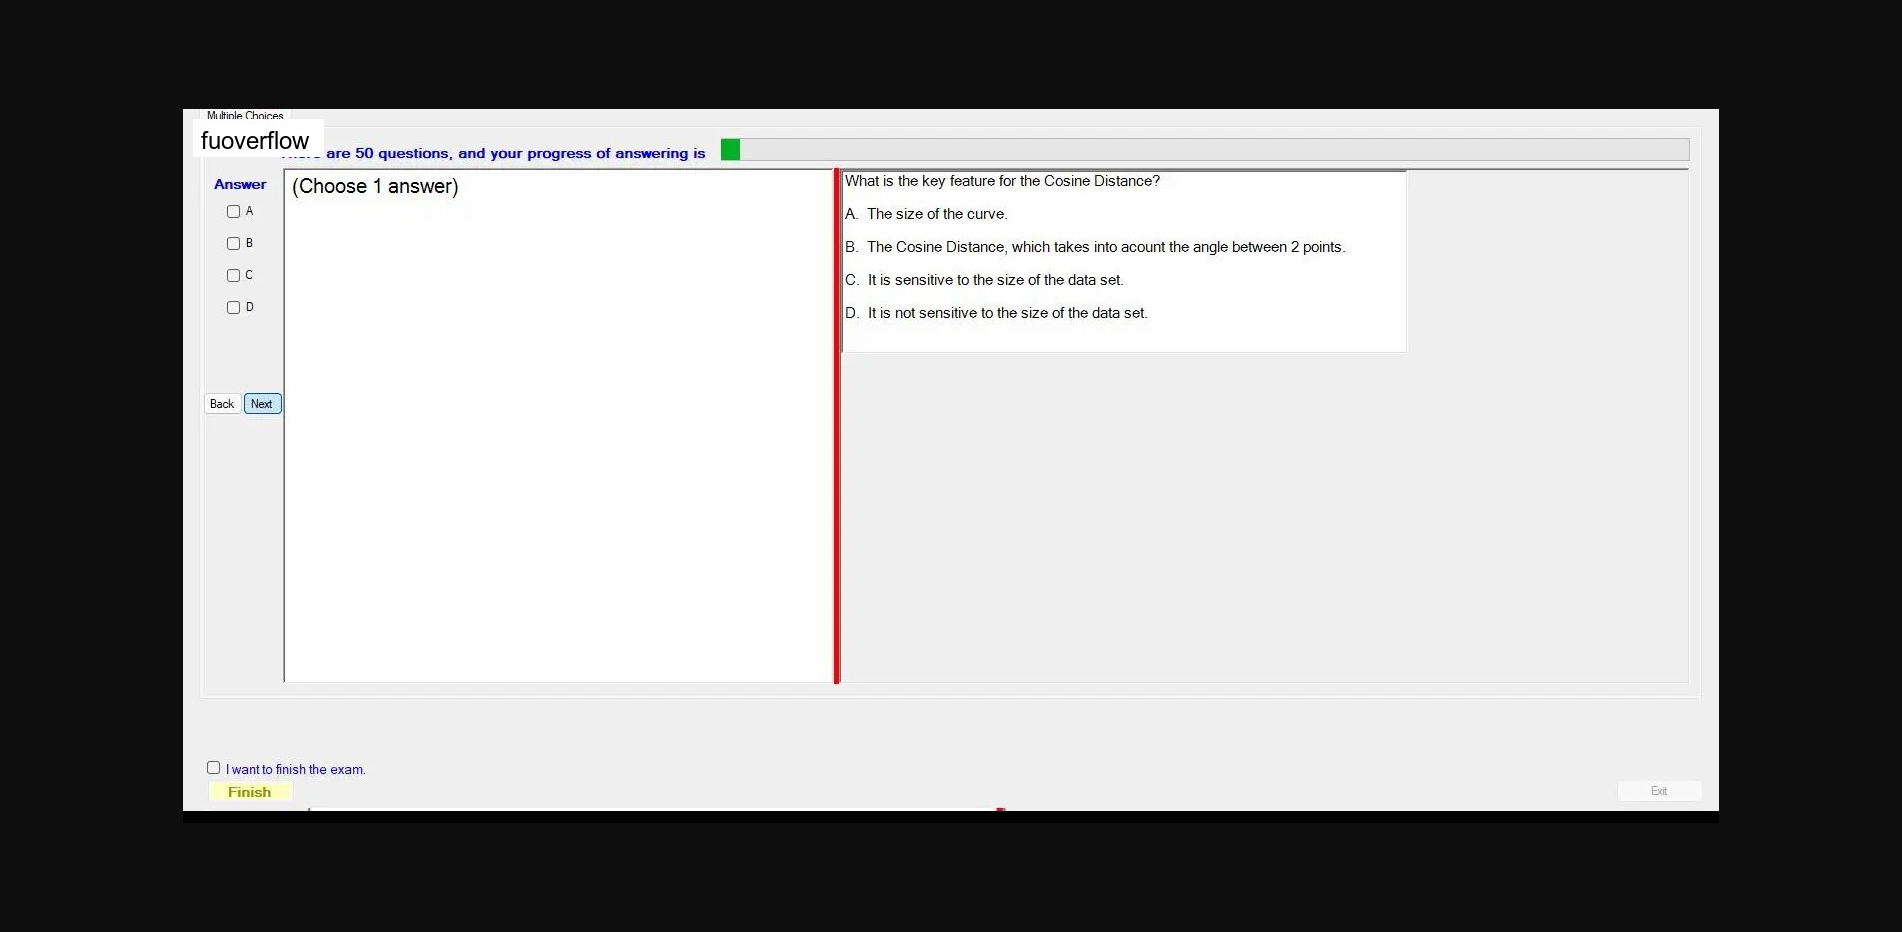 Multiple Choices
fuoverflow
are 50 questions, and your progress of answering is
Answer
(Choose 1 answer)
A
B
C
D
Back Next
What is the key feature for the Cosine Distance?
A. The size of the curve.
B. The Cosine Distance, which takes into acount the angle between 2 points.
C. It is sensitive to the size of the data set.
D. It is not sensitive to the size of the data set.
I want to finish the exam.
Finish
Exit